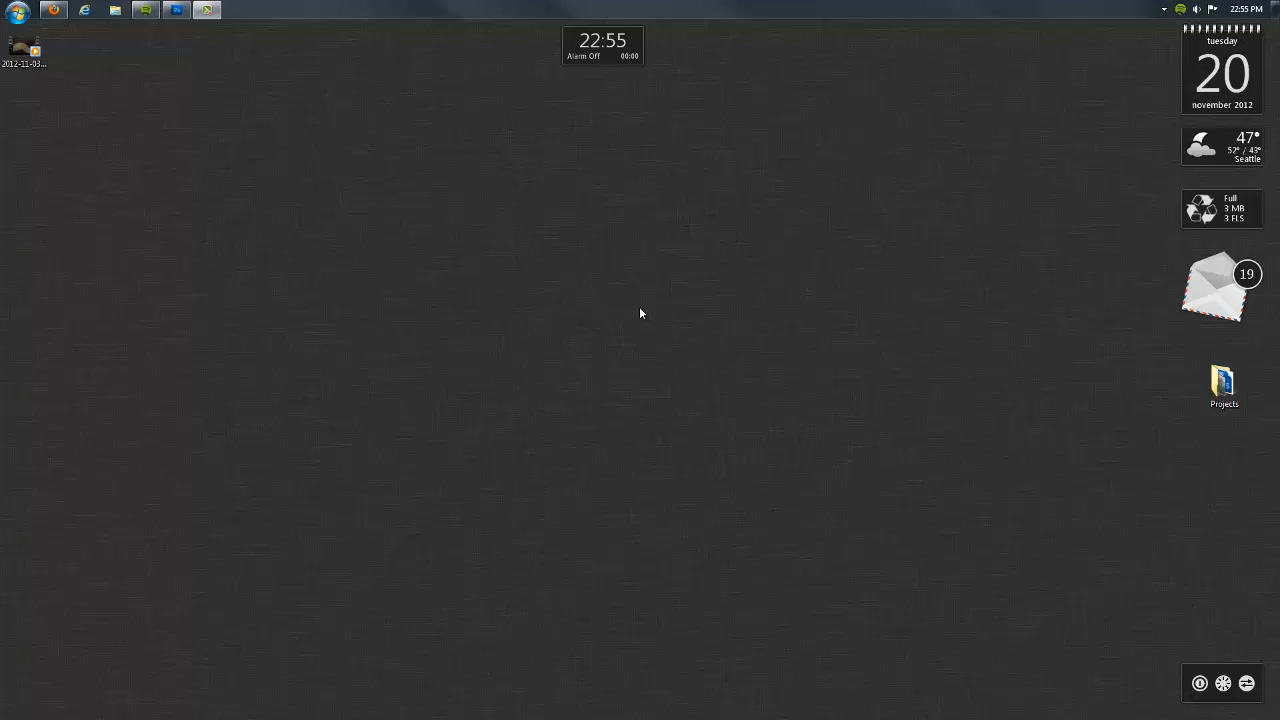 22:55 PM
2012-11-03...
22:55
Alarm Off 00:00
tuesday
20
november 2012
47°
52° / 43°
Seattle
Full
3 MB
3 FLS
19
Projects